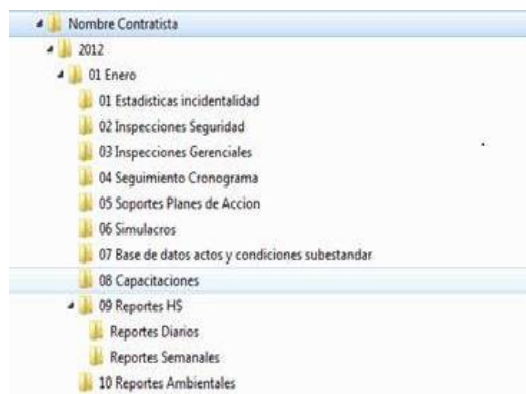 Nombre Contratista
2012
01 Enero
01 Estadisticas incidentalidad
02 Inspecciones Seguridad
03 Inspecciones Gerenciales
04 Seguimiento Cronograma
05 Soportes Planes de Accion
06 Simulacros
07 Base de datos actos y condiciones subestandar
08 Capacitaciones
09 Reportes HS
Reportes Diarios
Reportes Semanales
10 Reportes Ambientales